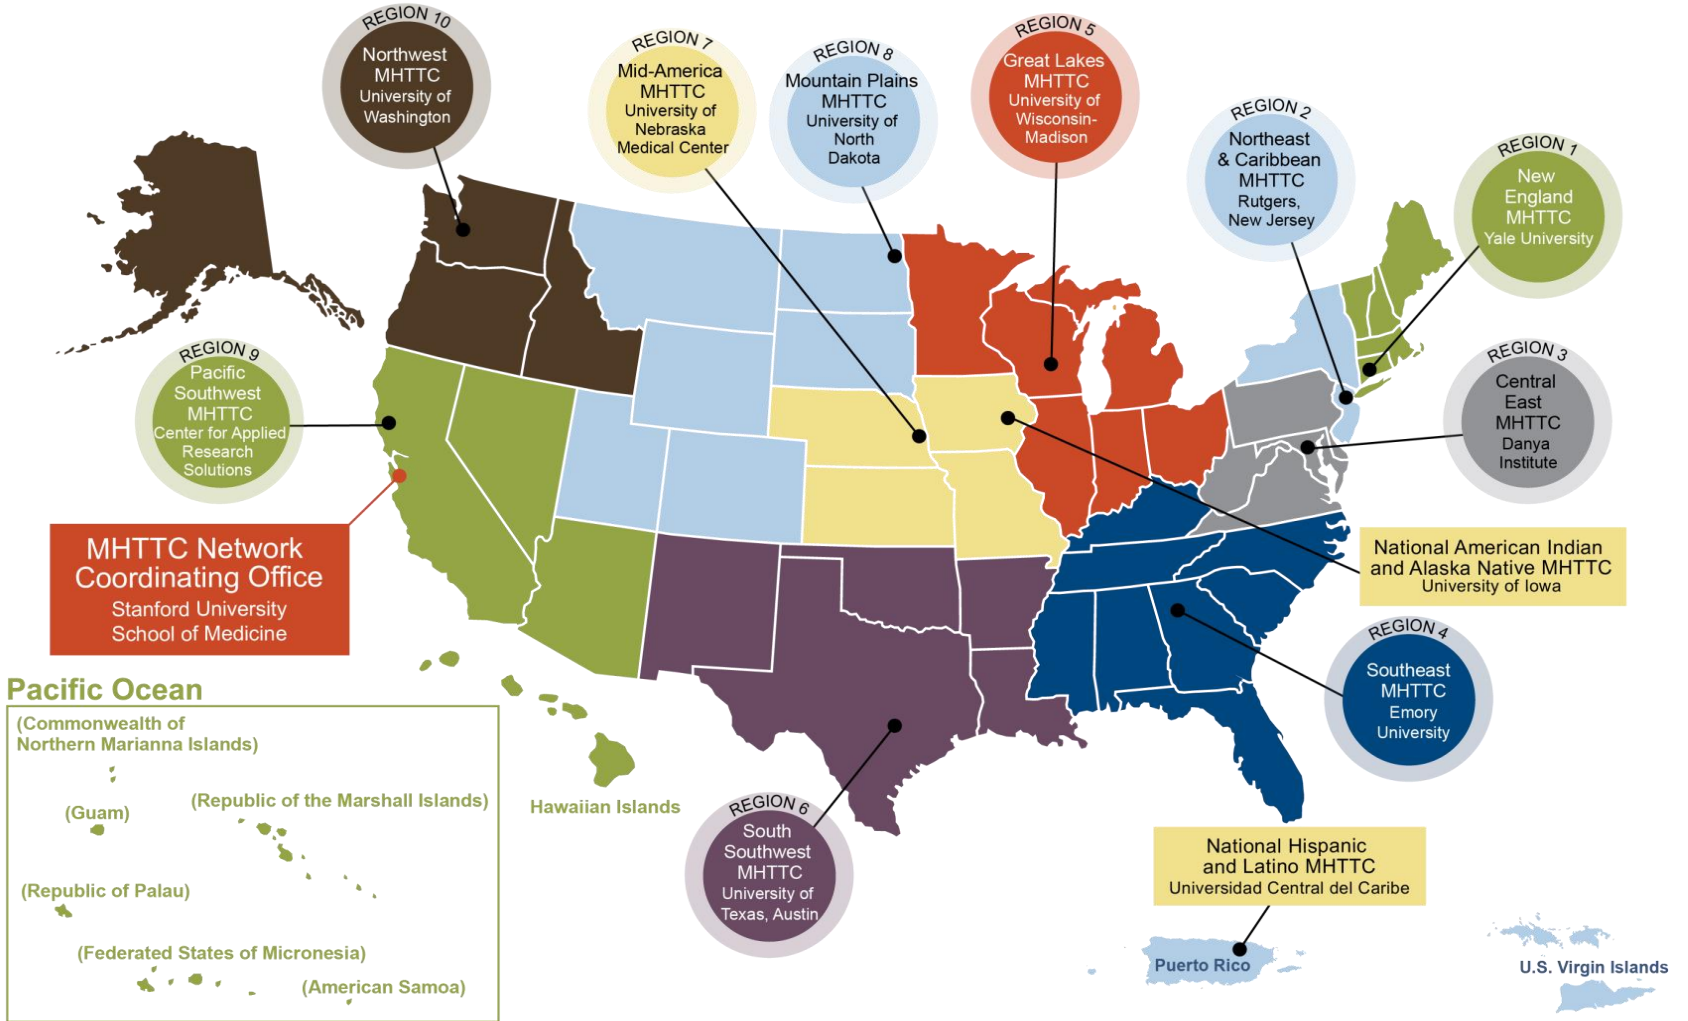 REGION 10
Northwest
MHTTC
University of
Washington
REGION 7
Mid-America
MHTTC
University of
Nebraska
Medical Center
REGION 8
Mountain Plains
MHTTC
University of
North
Dakota
REGION 5
Great Lakes
MHTTC
University of
Wisconsin-
Madison
REGION 2
Northeast
& Caribbean
MHTTC
Rutgers,
New Jersey
REGION 1
New
England
MHTTC
Yale University
REGION 9
Pacific
Southwest
MHTTC
Center for Applied
Research
Solutions
REGION 3
Central
East
MHTTC
Danya
Institute
MHTTC Network
Coordinating Office
Stanford University
School of Medicine
National American Indian
and Alaska Native MHTTC
University of Iowa
REGION 4
Southeast
MHTTC
Emory
University
Pacific Ocean
(Commonwealth of
Northern Marianna Islands)
(Guam)
(Republic of the Marshall Islands)
(Republic of Palau)
(Federated States of Micronesia)
(American Samoa)
Hawaiian Islands
REGION 6
South
Southwest
MHTTC
University of
Texas, Austin
National Hispanic
and Latino MHTTC
Universidad Central del Caribe
Puerto Rico
U.S. Virgin Islands